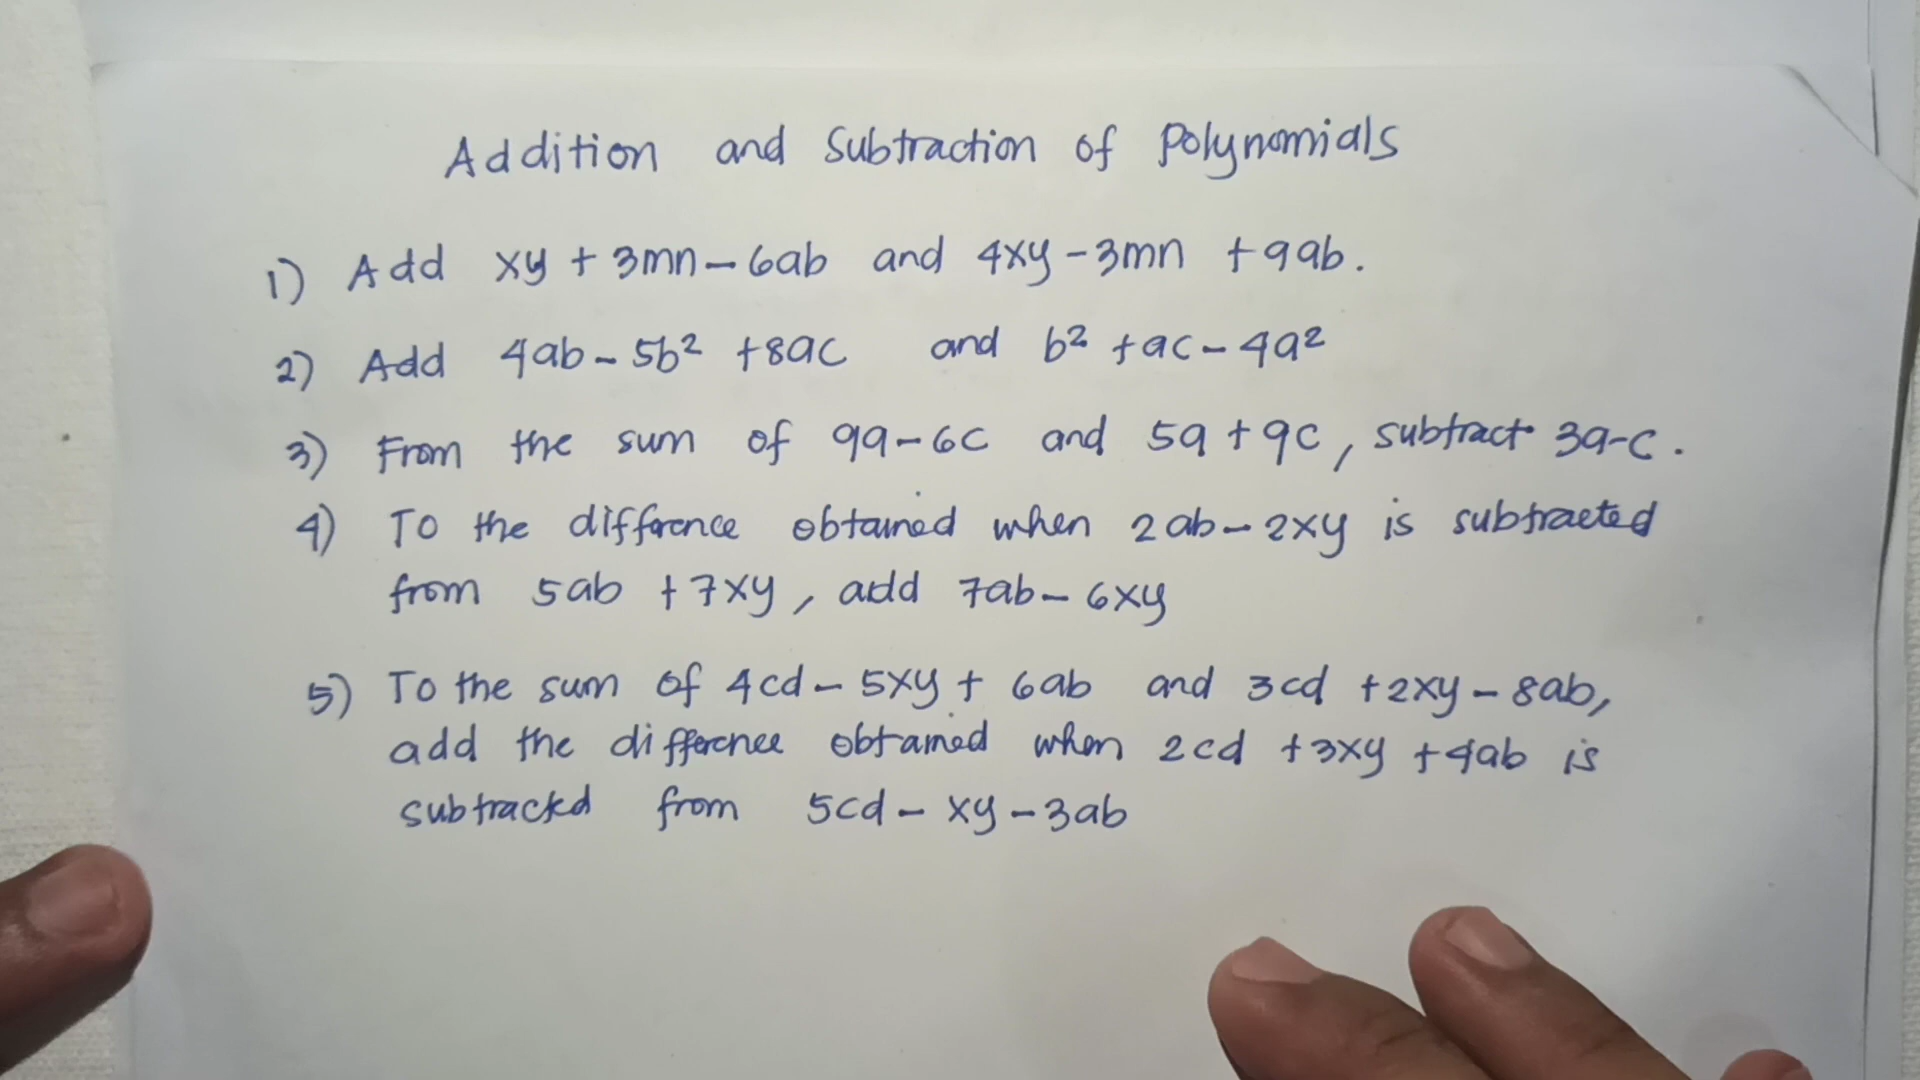 Addition and Subtraction of Polynomials
1) Add xy + 3mn - 6ab and 4xy - 3mn + 9ab.
2) Add 4ab - 5b² + 8ac and b² + ac - 4a²
3) From the sum of 9a - 6c and 5a + 9c, subtract 3a - c.
4) To the difference obtained when 2ab - 2xy is subtracted
from 5ab + 7xy, add 7ab - 6xy
5) To the sum of 4cd - 5xy + 6ab and 3cd + 2xy - 8ab,
add the difference obtained when 2cd + 3xy + 4ab is
subtracted from 5cd - xy - 3ab